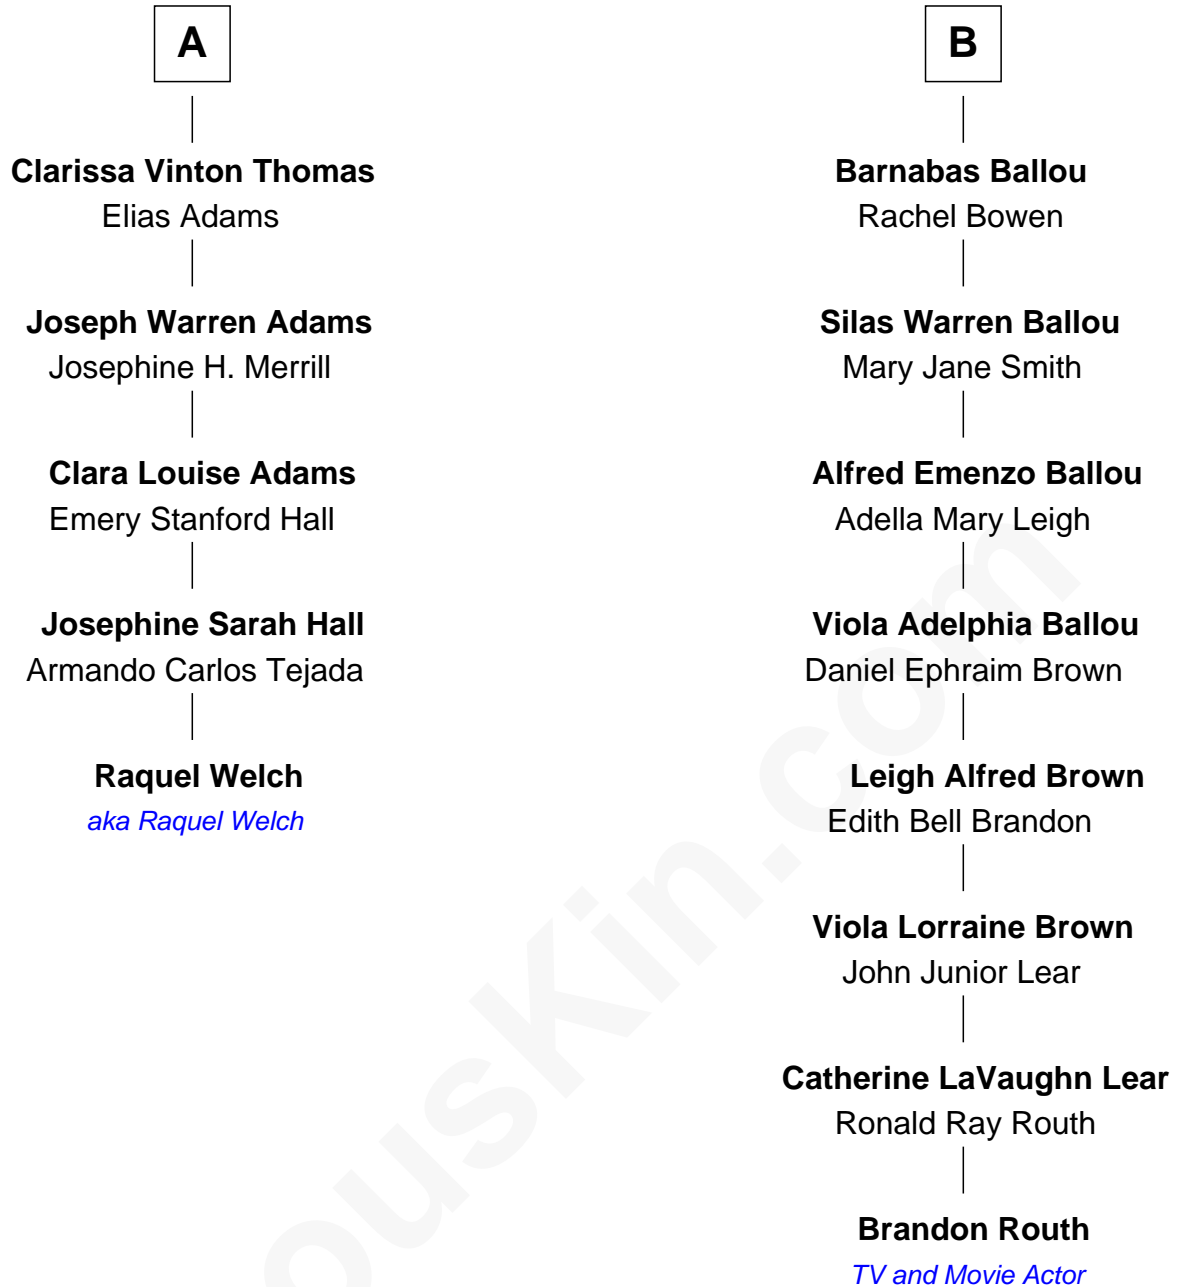 A
Clarissa Vinton Thomas
Elias Adams
Joseph Warren Adams
Josephine H. Merrill
Clara Louise Adams
Emery Stanford Hall
Josephine Sarah Hall
Armando Carlos Tejada
Raquel Welch
aka Raquel Welch
B
Barnabas Ballou
Rachel Bowen
Silas Warren Ballou
Mary Jane Smith
Alfred Emenzo Ballou
Adella Mary Leigh
Viola Adelphia Ballou
Daniel Ephraim Brown
Leigh Alfred Brown
Edith Bell Brandon
Viola Lorraine Brown
John Junior Lear
Catherine LaVaughn Lear
Ronald Ray Routh
Brandon Routh
TV and Movie Actor
ousKin.com